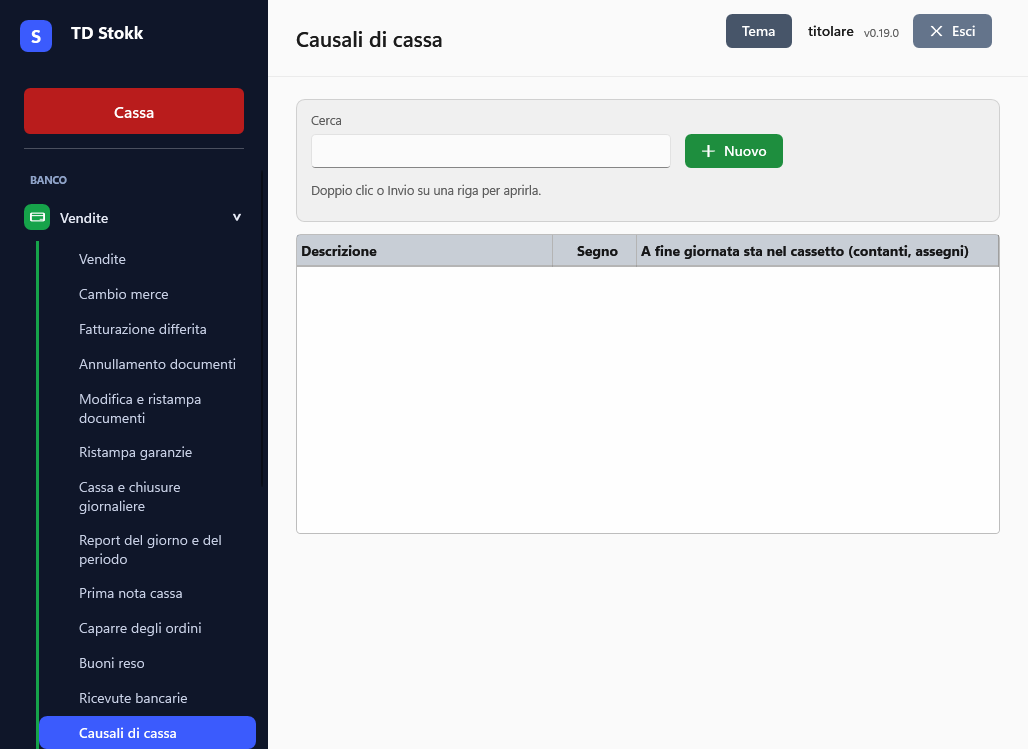 S
TD Stokk
Cassa
BANCO
Vendite
Vendite
Cambio merce
Fatturazione differita
Annullamento documenti
Modifica e ristampa
documenti
Ristampa garanzie
Cassa e chiusure
giornaliere
Report del giorno e del
periodo
Prima nota cassa
Caparre degli ordini
Buoni reso
Ricevute bancarie
Causali di cassa
Causali di cassa
Tema
titolare
v0.19.0
Esci
Cerca
Nuovo
Doppio clic o Invio su una riga per aprirla.
Descrizione
Segno
A fine giornata sta nel cassetto (contanti, assegni)